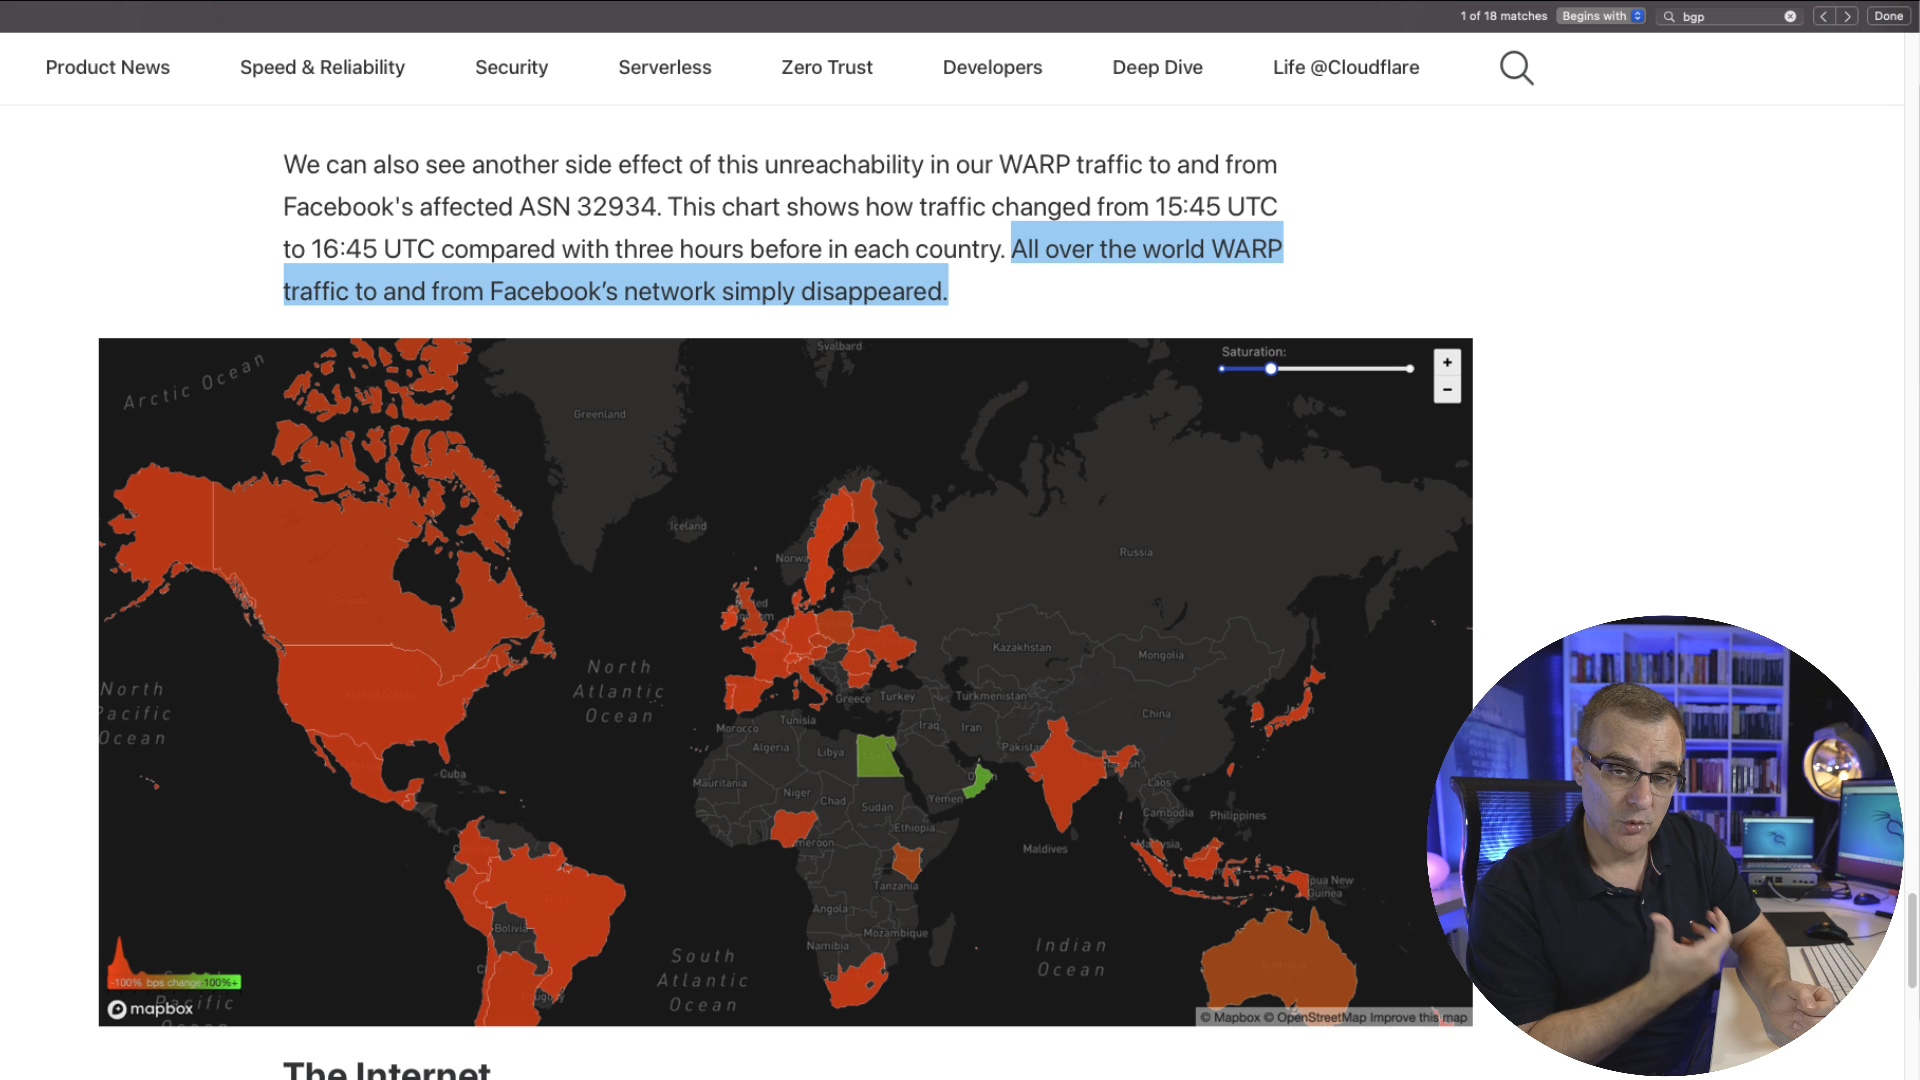 1 of 18 matches Begins with bgp Done
Product News Speed & Reliability Security Serverless Zero Trust Developers Deep Dive Life @Cloudflare
We can also see another side effect of this unreachability in our WARP traffic to and from
Facebook's affected ASN 32934. This chart shows how traffic changed from 15:45 UTC
to 16:45 UTC compared with three hours before in each country. All over the world WARP
traffic to and from Facebook’s network simply disappeared.
Saturation:
+
−
Svalbard
Arctic Ocean
Greenland
Iceland
Norwa
Russia
Kazakhstan
Mongolia
North
Atlantic
Ocean
North
Pacific
Ocean
Greece Turkey
Turkmenistan
China
Tunisia
Morocco
Iraq
Iran
Algeria
Libya
Pakistan
Cuba
Mauritania
Niger
Chad
Sudan
Yemen
Laos
Cambodia
Philippines
Ethiopia
Maldives
Tanzania
Angola
Bolivia
Mozambique
Namibia
Indian
Ocean
South
Atlantic
Ocean
-100% bps change 100%+
mapbox
© Mapbox © OpenStreetMap Improve this map
The Internet